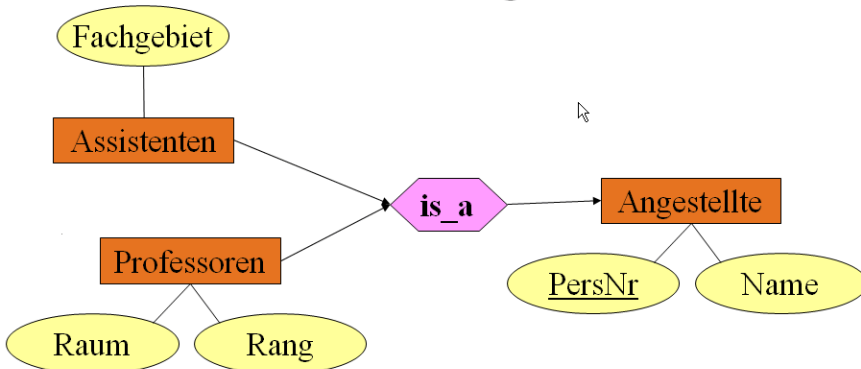 Fachgebiet
Assistenten
is_a
Angestellte
Professoren
PersNr
Name
Raum
Rang